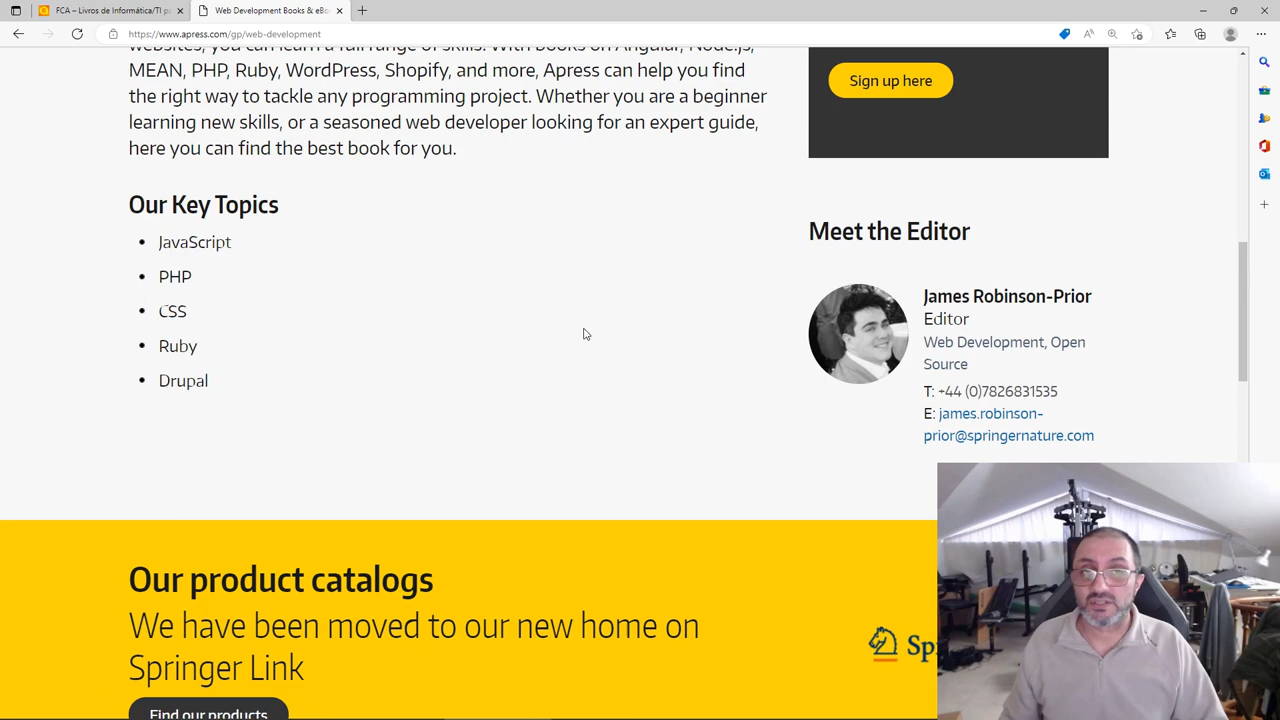 FCA – Livros de Informática/TI p
Web Development Books & eBo
https://www.apress.com/gp/web-development
websites, you can learn a full range of skills. With books on Angular, Node.js,
MEAN, PHP, Ruby, WordPress, Shopify, and more, Apress can help you find
the right way to tackle any programming project. Whether you are a beginner
learning new skills, or a seasoned web developer looking for an expert guide,
here you can find the best book for you.
Our Key Topics
• JavaScript
• PHP
• CSS
• Ruby
• Drupal
Sign up here
Meet the Editor
James Robinson-Prior
Editor
Web Development, Open
Source
T: +44 (0)7826831535
E: james.robinson-
prior@springernature.com
Our product catalogs
We have been moved to our new home on
Springer Link
Find our products
Sp